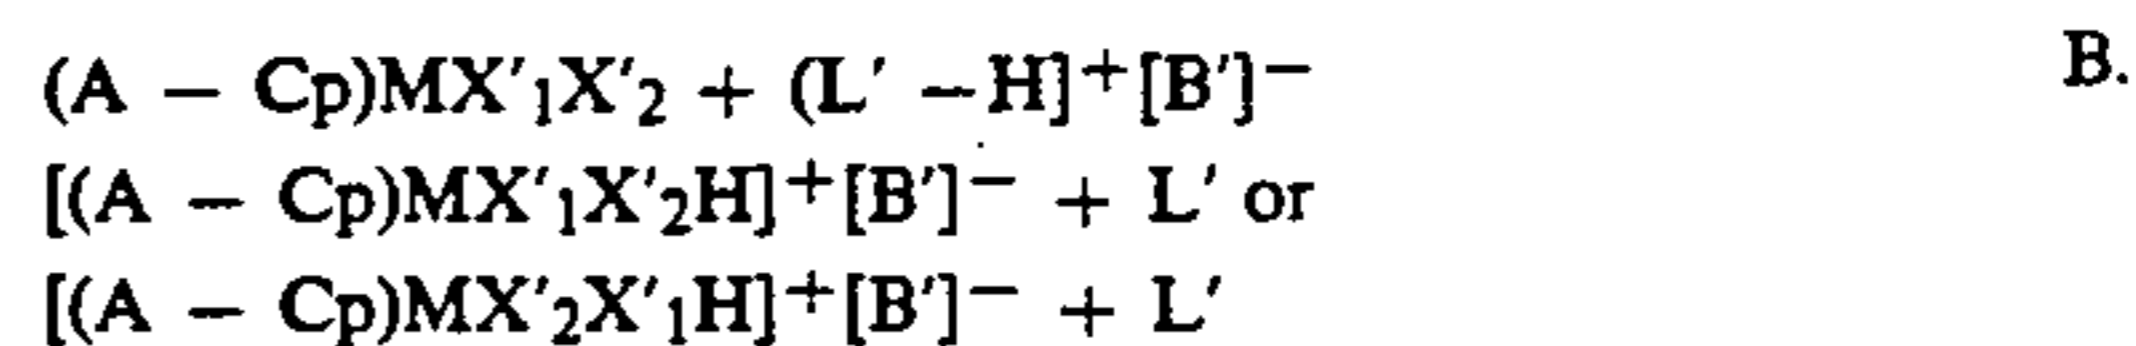 (A − Cp)MX′₁X′₂ + (L′ −H]⁺[B′]⁻ B.
[(A − Cp)MX′₁X′₂H]⁺[B′]⁻ + L′ or
[(A − Cp)MX′₂X′₁H]⁺[B′]⁻ + L′